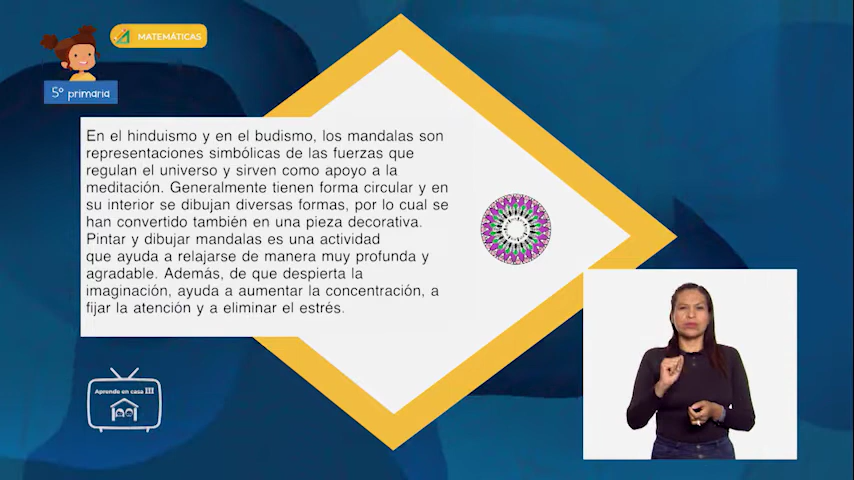 MATEMÁTICAS
5° primaria
En el hinduismo y en el budismo, los mandalas son
representaciones simbólicas de las fuerzas que
regulan el universo y sirven como apoyo a la
meditación. Generalmente tienen forma circular y en
su interior se dibujan diversas formas, por lo cual se
han convertido también en una pieza decorativa.
Pintar y dibujar mandalas es una actividad
que ayuda a relajarse de manera muy profunda y
agradable. Además, de que despierta la
imaginación, ayuda a aumentar la concentración, a
fijar la atención y a eliminar el estrés.
Aprende en casa III